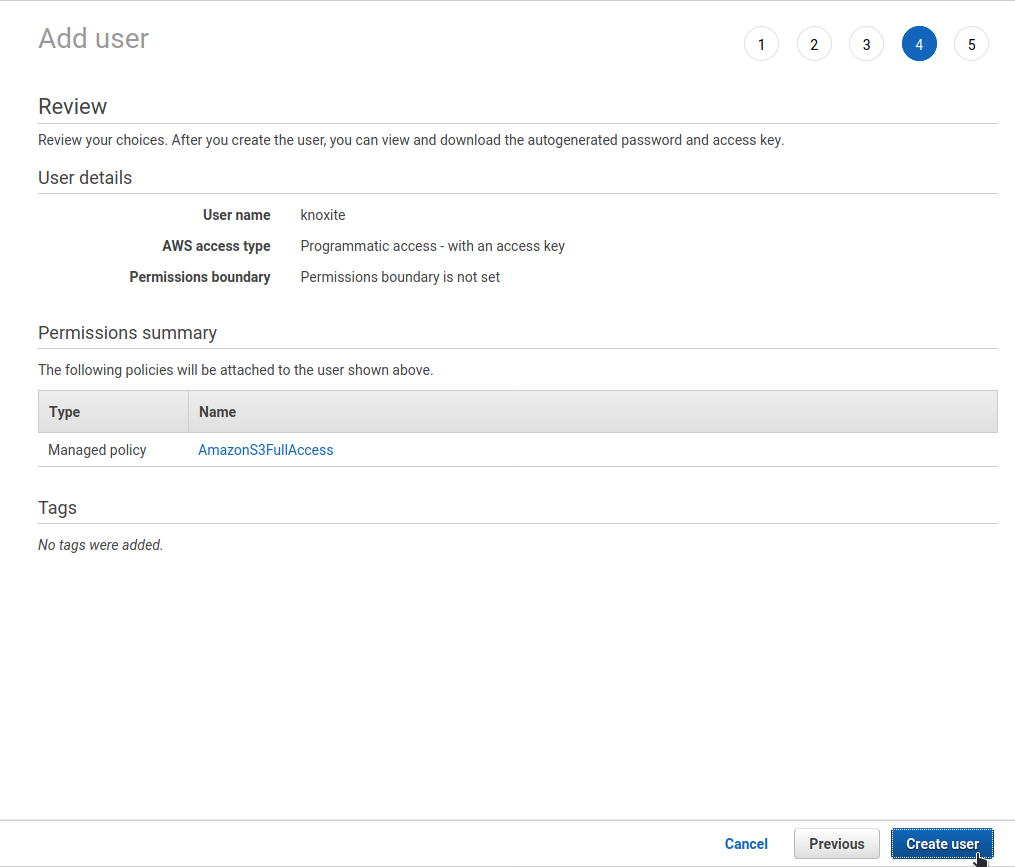 Add user
1 2 3 4 5
Review
Review your choices. After you create the user, you can view and download the autogenerated password and access key.
User details
User name knoxite
AWS access type Programmatic access - with an access key
Permissions boundary Permissions boundary is not set
Permissions summary
The following policies will be attached to the user shown above.
Type Name
Managed policy AmazonS3FullAccess
Tags
No tags were added.
Cancel Previous Create user